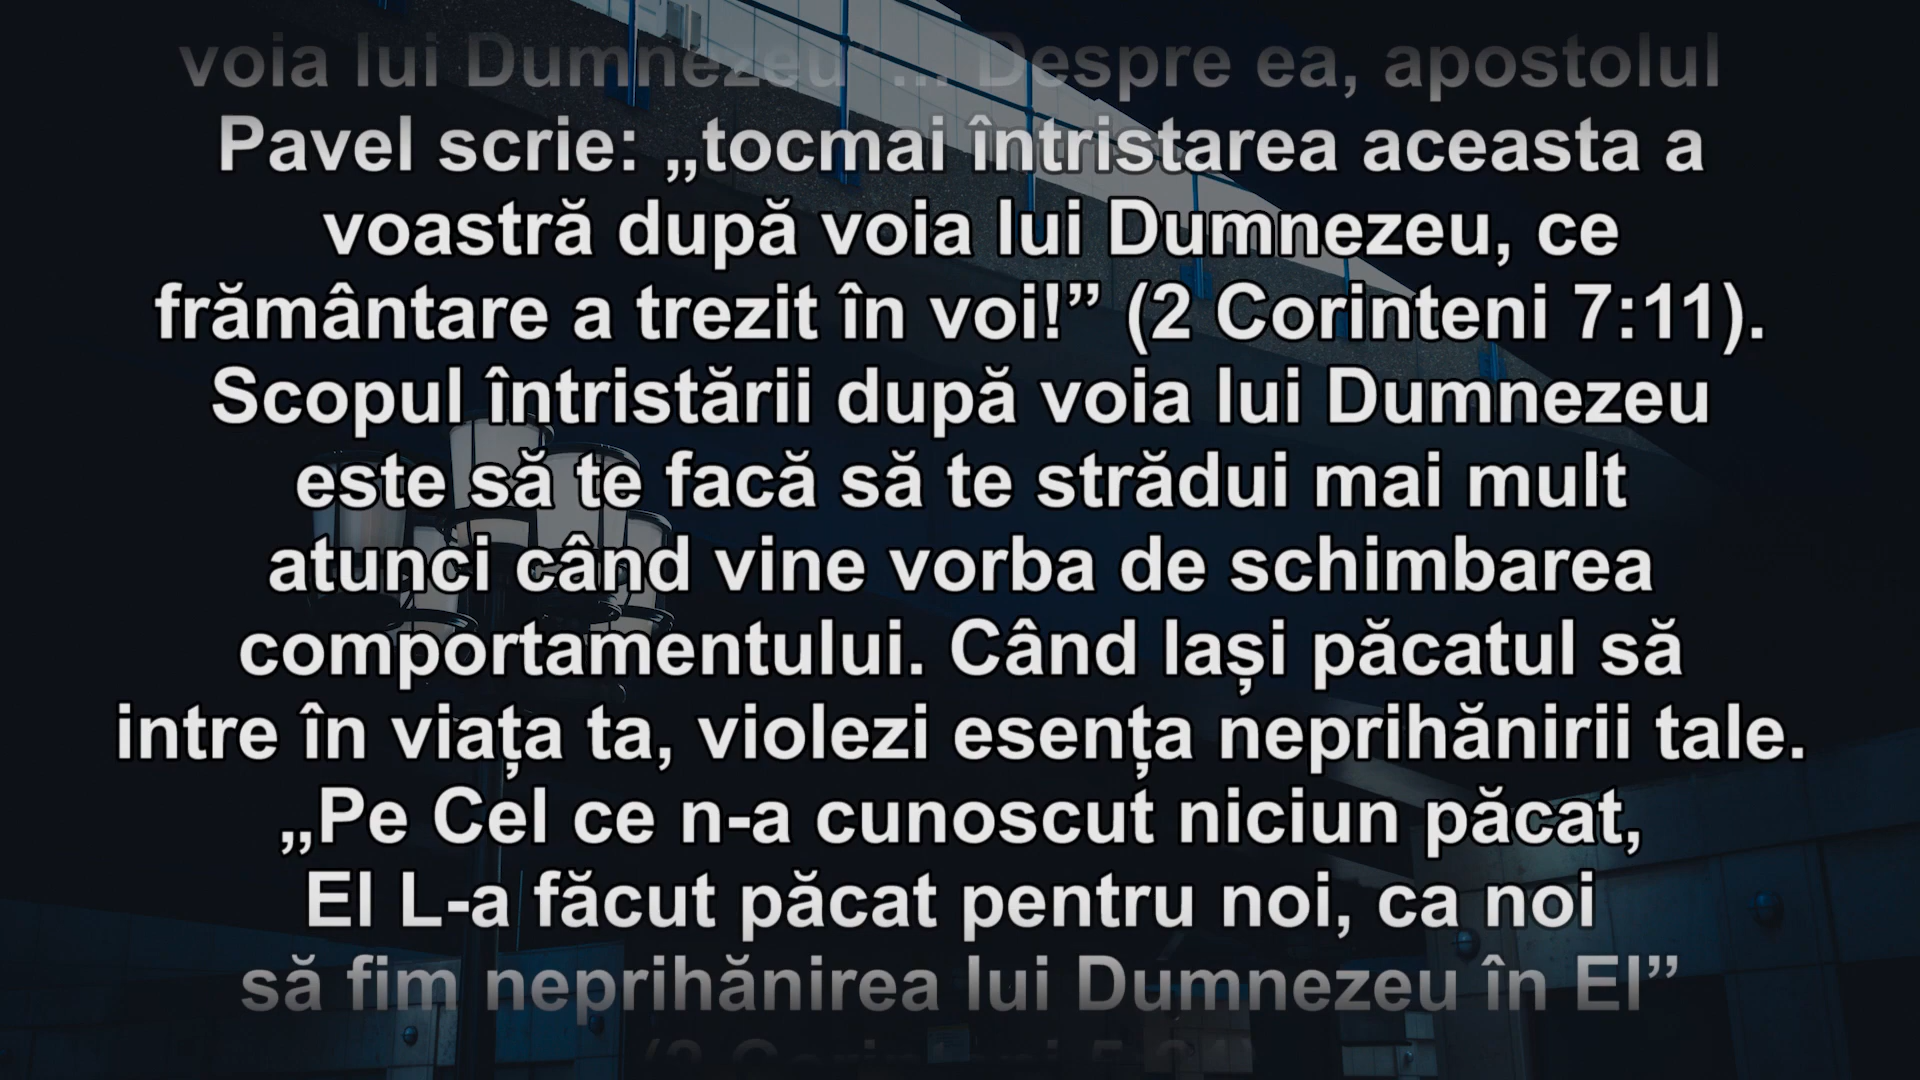 voia lui Dumnezeu”... Despre ea, apostolul
Pavel scrie: „tocmai întristarea aceasta a
voastră după voia lui Dumnezeu, ce
frământare a trezit în voi!” (2 Corinteni 7:11).
Scopul întristării după voia lui Dumnezeu
este să te facă să te strădui mai mult
atunci când vine vorba de schimbarea
comportamentului. Când lași păcatul să
intre în viața ta, violezi esența neprihănirii tale.
„Pe Cel ce n-a cunoscut niciun păcat,
El L-a făcut păcat pentru noi, ca noi
să fim neprihănirea lui Dumnezeu în El”
(2 Corinteni 5:21)